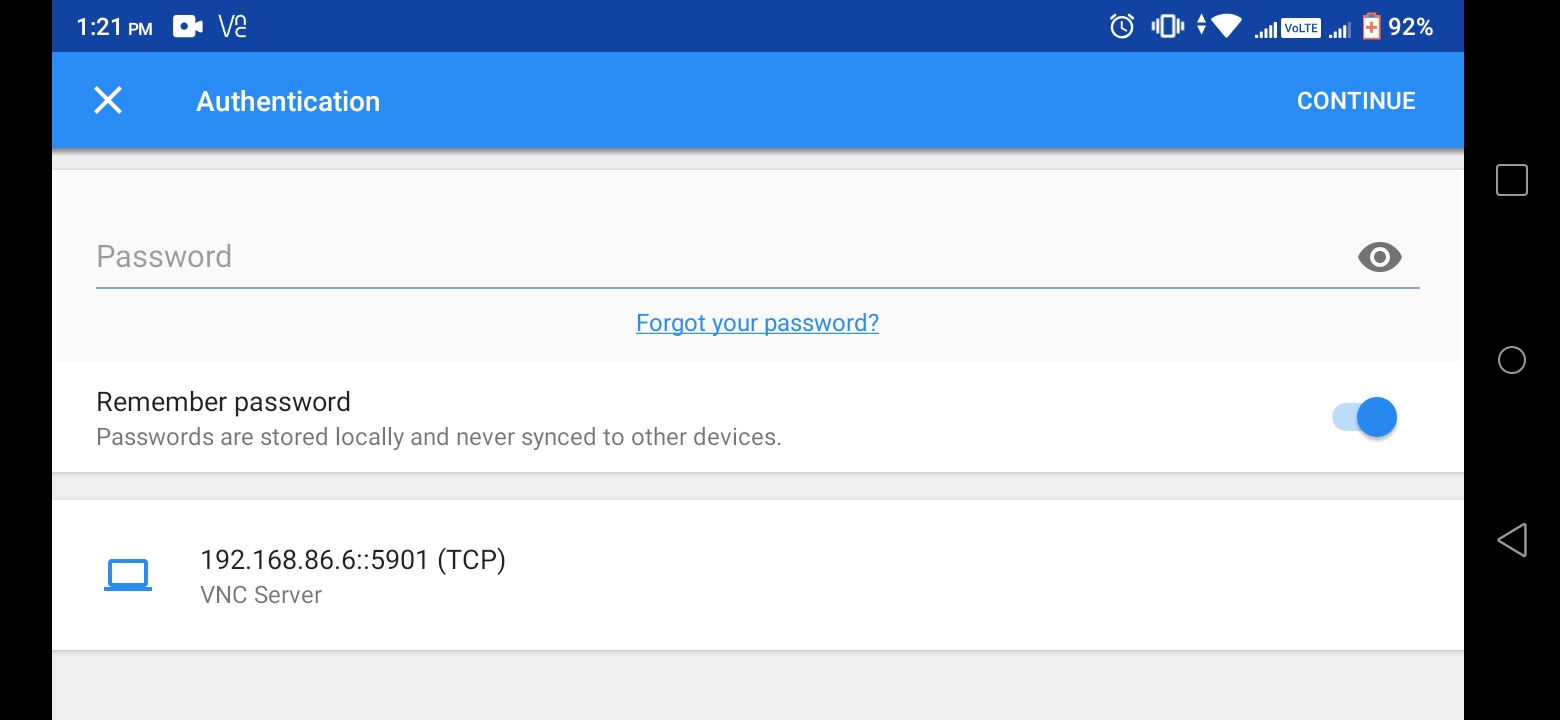 1:21 PM VoLTE 92%
Authentication CONTINUE
Password
Forgot your password?
Remember password
Passwords are stored locally and never synced to other devices.
192.168.86.6::5901 (TCP)
VNC Server